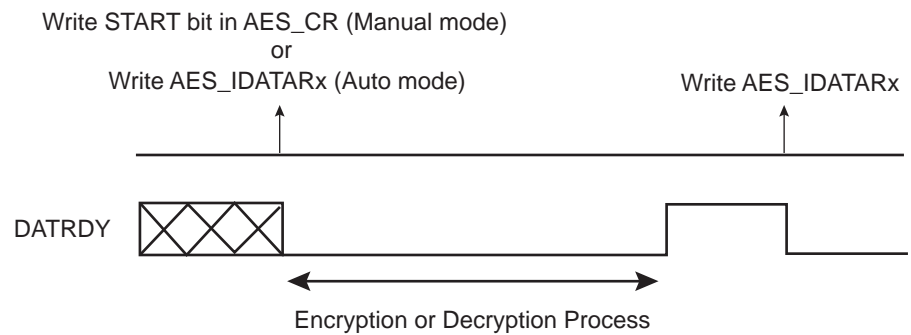 Write START bit in AES_CR (Manual mode)
or
Write AES_IDATARx (Auto mode)
Write AES_IDATARx
DATRDY
Encryption or Decryption Process